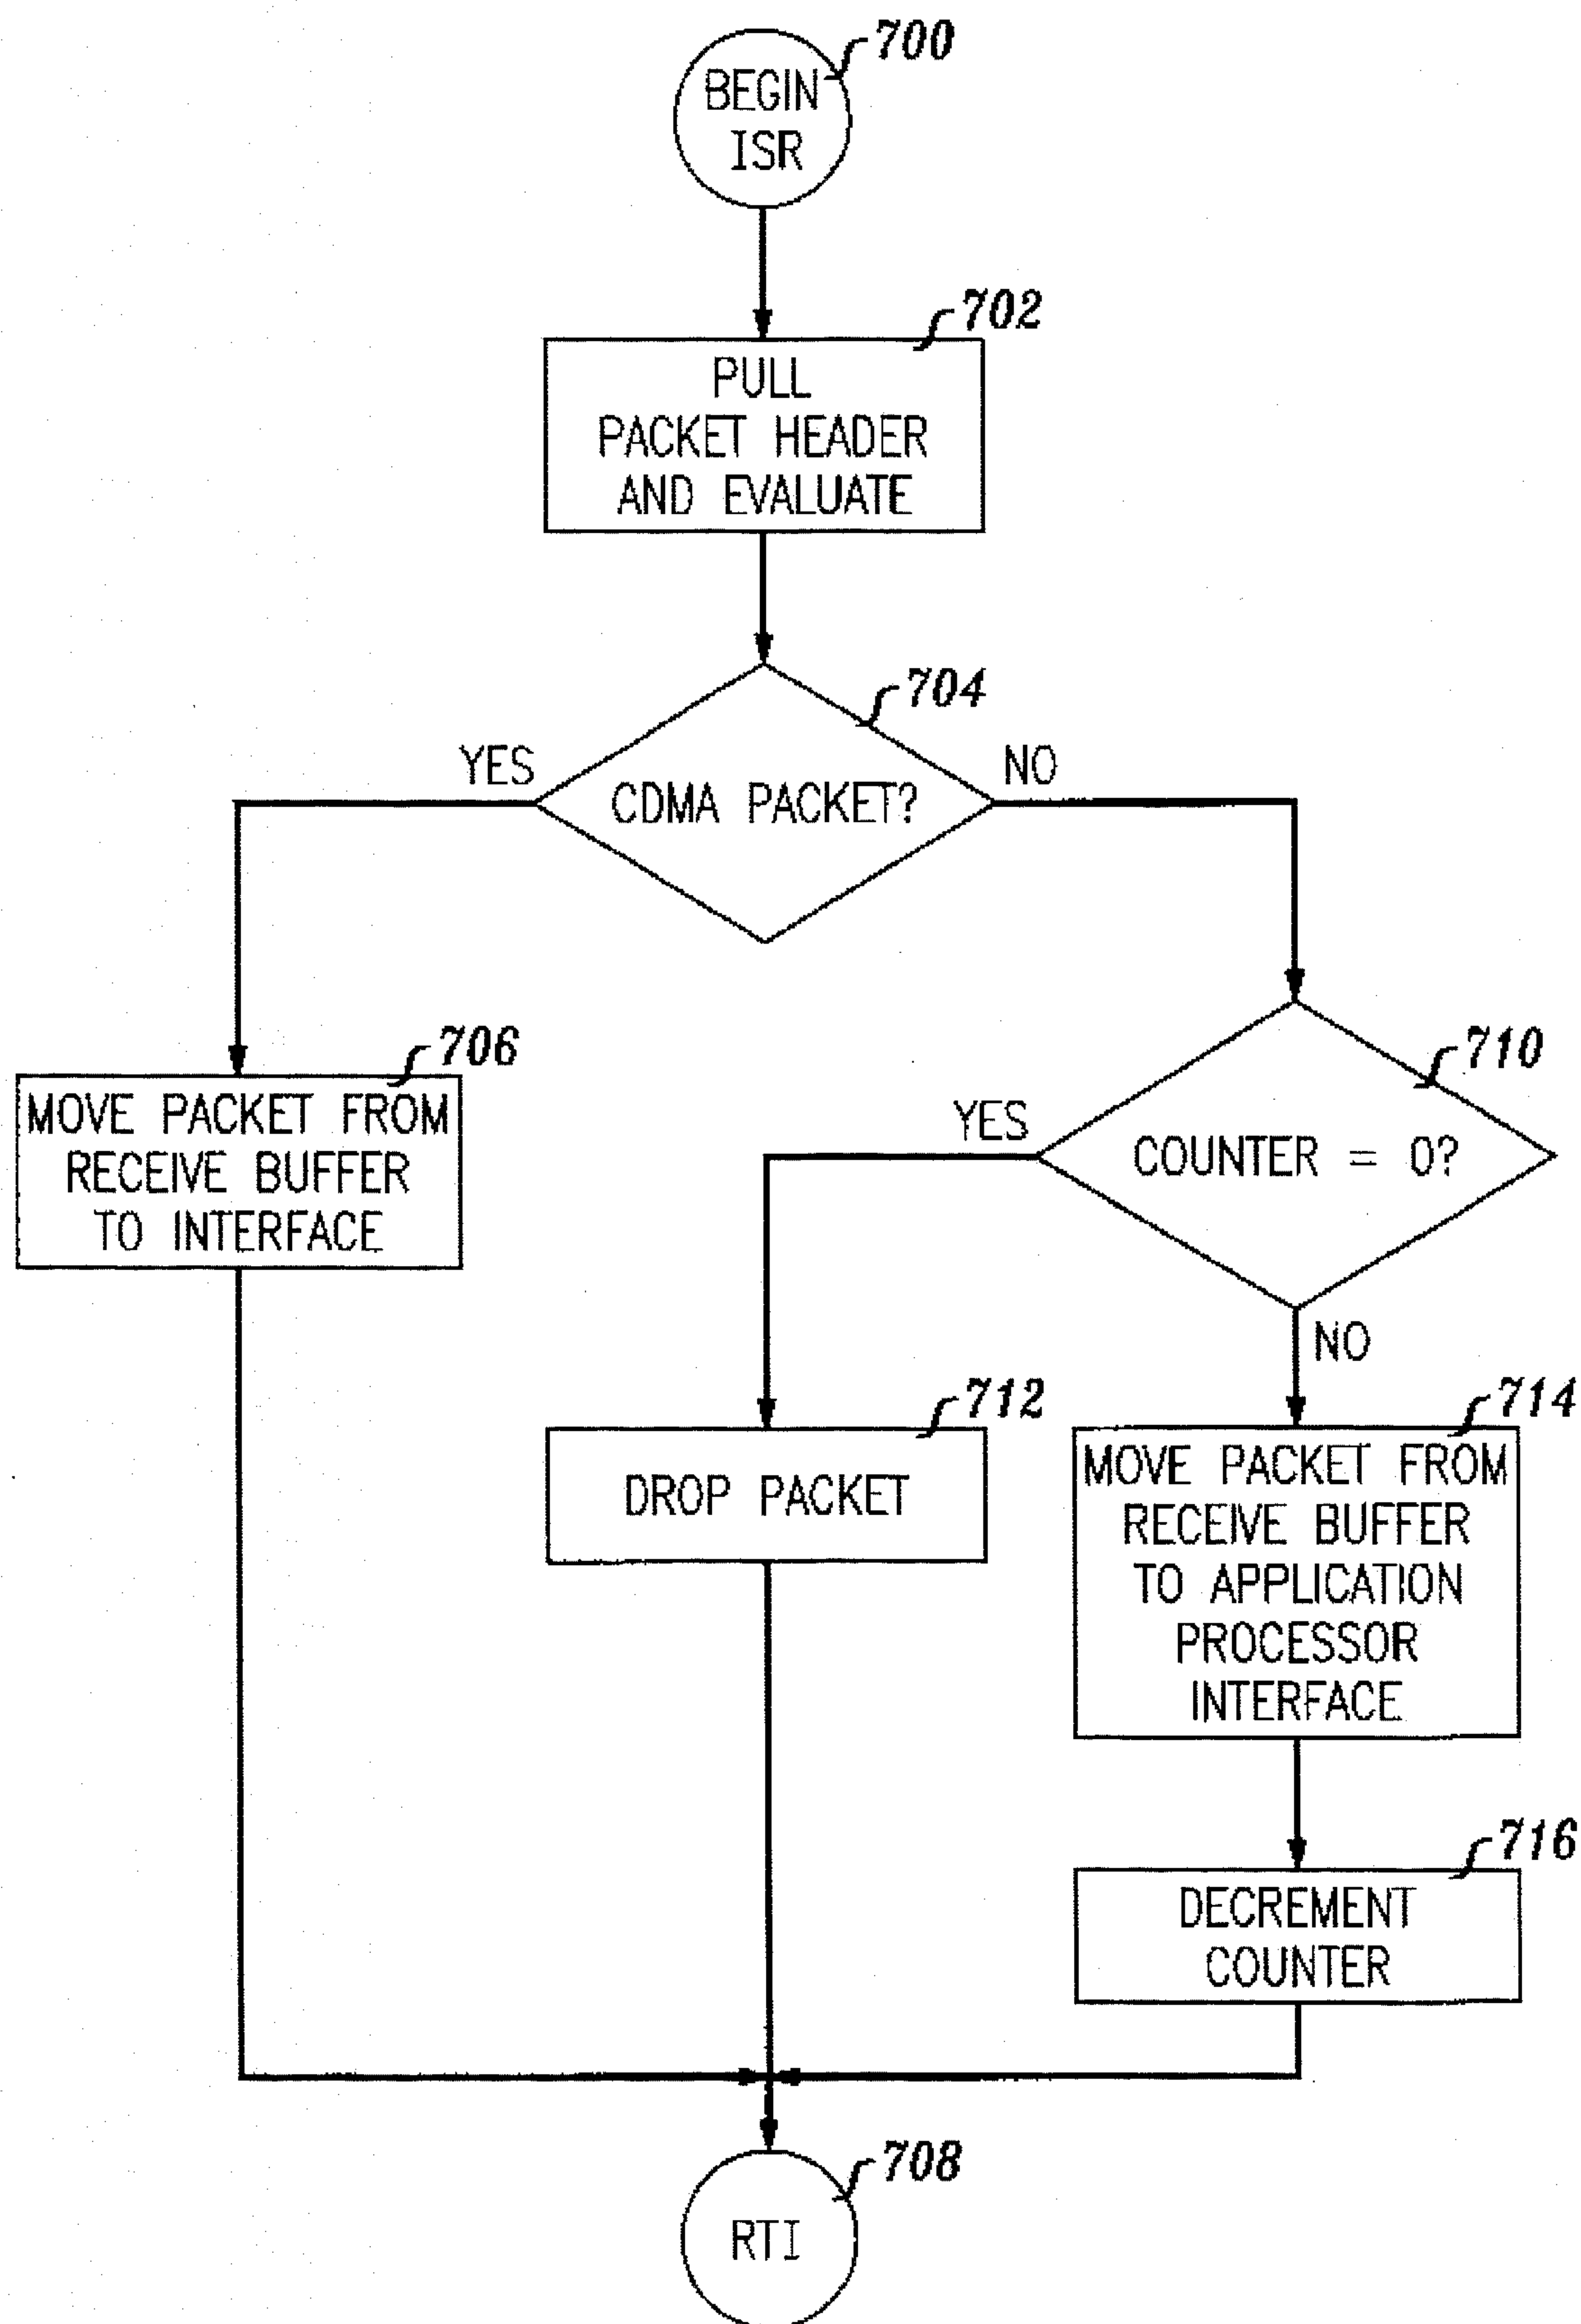 700
BEGIN
ISR
702
PULL
PACKET HEADER
AND EVALUATE
704
YES
NO
CDMA PACKET?
706
MOVE PACKET FROM
RECEIVE BUFFER
TO INTERFACE
710
YES
COUNTER = 0?
NO
712
DROP PACKET
714
MOVE PACKET FROM
RECEIVE BUFFER
TO APPLICATION
PROCESSOR
INTERFACE
716
DECREMENT
COUNTER
708
RTI